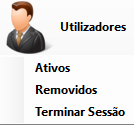 Utilizadores
Ativos
Removidos
Terminar Sessão